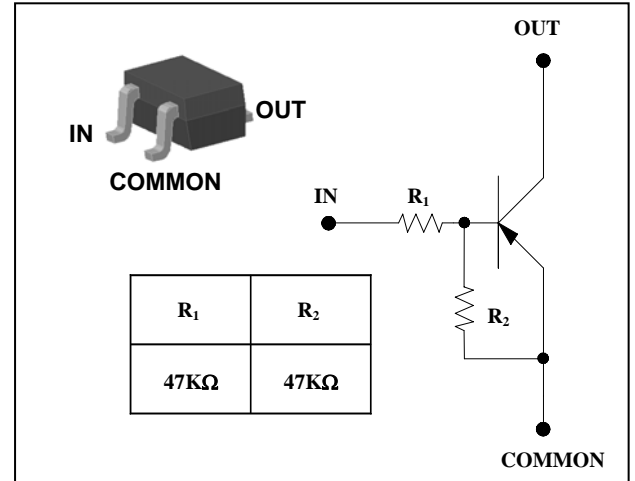 OUT
OUT
IN
COMMON
IN
R₁
R₁ R₂
R₂
47KΩ 47KΩ
COMMON